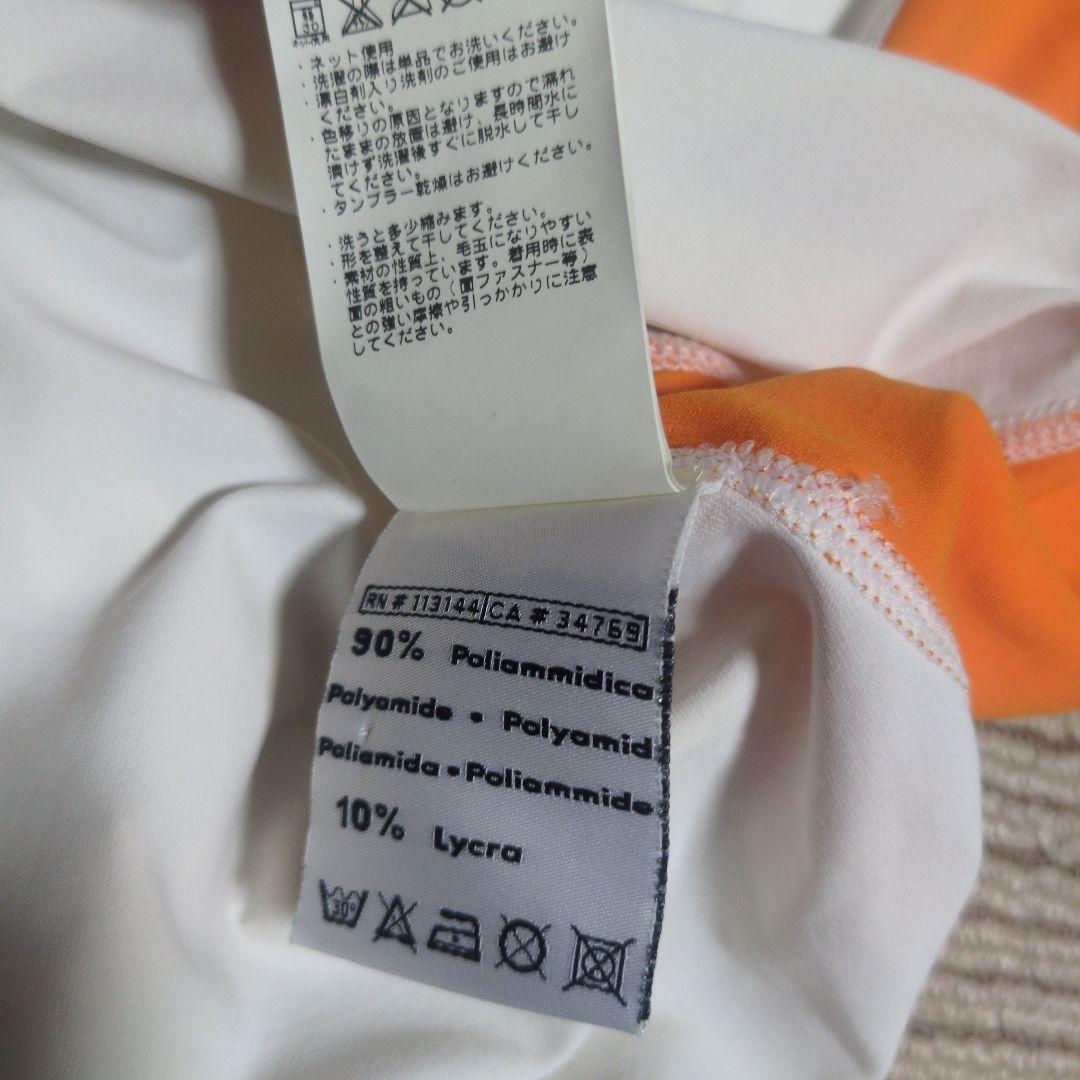 ネット使用
・ネット使用
・洗濯の際は単品でお洗いください。
・漂白剤入り洗剤のご使用はお避け
ください。
・色移りの原因となりますので濡れ
たままの放置は避け、長時間水に
漬けず洗濯後すぐに脱水して干し
てください。
・タンブラー乾燥はお避けください。
・洗うと多少縮みます。
・形を整えて干してください。
・素材の性質上、毛玉になりやすい
性質を持っています。着用時に表
面の粗いもの(面ファスナー等)
との強い摩擦や引っかかりに注意
してください。
RN # 113144 CA # 34769
90% Poliammidica
Polyamide • Polyamid
Poliamida • Poliammide
10% Lycra
30°